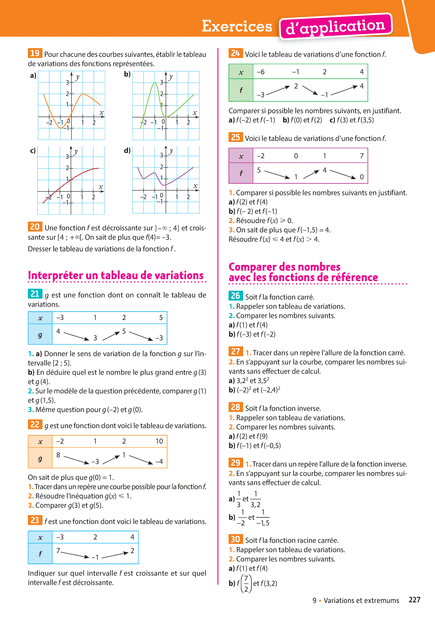 Exercices d'application
19 Pour chacune des courbes suivantes, établir le tableau
de variations des fonctions représentées.
a)
b)
c)
d)
20 Une fonction f est décroissante sur ]–∞ ; 4] et crois-
sante sur [4 ; +∞[. On sait de plus que f(4)= –3.
Dresser le tableau de variations de la fonction f .
Interpréter un tableau de variations
21 g est une fonction dont on connaît le tableau de
variations.
x –3 1 2 5
g 4 3 5 –3
1. a) Donner le sens de variation de la fonction g sur l'in-
tervalle [2 ; 5].
b) En déduire quel est le nombre le plus grand entre g (3)
et g (4).
2. Sur le modèle de la question précédente, comparer g (1)
et g (1,5).
3. Même question pour g (–2) et g (0).
22 g est une fonction dont voici le tableau de variations.
x –2 1 2 10
g 8 –3 1 –4
On sait de plus que g(0) = 1.
1. Tracer dans un repère une courbe possible pour la fonction f.
2. Résoudre l'inéquation g(x) ⩽ 1.
3. Comparer g(3) et g(5).
23 f est une fonction dont voici le tableau de variations.
x –3 2 4
f 7 –1 2
Indiquer sur quel intervalle f est croissante et sur quel
intervalle f est décroissante.
24 Voici le tableau de variations d'une fonction f.
x –6 –1 2 4
f –3 2 –1 4
Comparer si possible les nombres suivants, en justifiant.
a) f (–2) et f (–1) b) f (0) et f (2) c) f (3) et f (3,5)
25 Voici le tableau de variations d'une fonction f.
x –2 0 1 7
f 5 1 4 0
1. Comparer si possible les nombres suivants en justifiant.
a) f (2) et f (4)
b) f (– 2) et f (–1)
2. Résoudre f (x) ⩾ 0.
3. On sait de plus que f (–1,5) = 4.
Résoudre f (x) ⩽ 4 et f (x) > 4.
Comparer des nombres
avec les fonctions de référence
26 Soit f la fonction carré.
1. Rappeler son tableau de variations.
2. Comparer les nombres suivants.
a) f (1) et f (4)
b) f (–3) et f (–2)
27 1. Tracer dans un repère l'allure de la fonction carré.
2. En s'appuyant sur la courbe, comparer les nombres sui-
vants sans effectuer de calcul.
a) 3,2² et 3,5²
b) (–2)² et (–2,4)²
28 Soit f la fonction inverse.
1. Rappeler son tableau de variations.
2. Comparer les nombres suivants.
a) f (2) et f (9)
b) f (–1) et f (–0,5)
29 1. Tracer dans un repère l'allure de la fonction inverse.
2. En s'appuyant sur la courbe, comparer les nombres sui-
vants sans effectuer de calcul.
a) 1/3 et 1/3,2
b) 1/–2 et 1/–1,5
30 Soit f la fonction racine carrée.
1. Rappeler son tableau de variations.
2. Comparer les nombres suivants.
a) f (1) et f (4)
b) f (7/2) et f (3,2)
9 • Variations et extremums 227